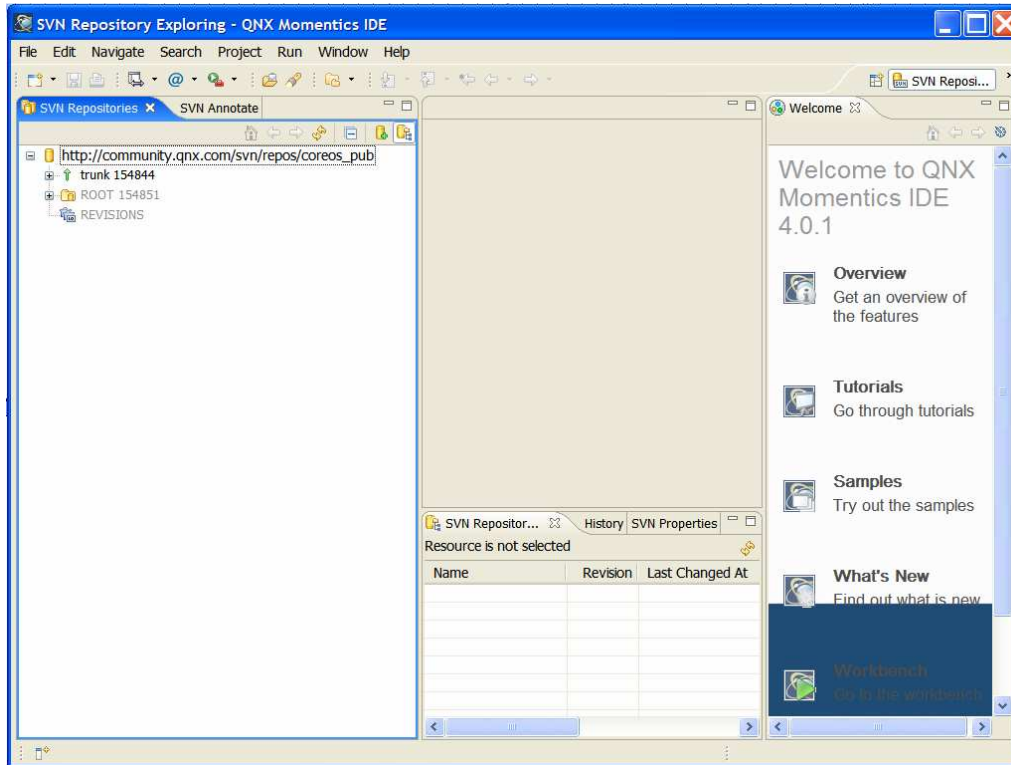 SVN Repository Exploring - QNX Momentics IDE
File Edit Navigate Search Project Run Window Help
SVN Reposi...
SVN Repositories
SVN Annotate
http://community.qnx.com/svn/repos/coreos_pub
trunk 154844
ROOT 154851
REVISIONS
SVN Repositor...
History
SVN Properties
Resource is not selected
Name Revision Last Changed At
Welcome
Welcome to QNX
Momentics IDE
4.0.1
Overview
Get an overview of
the features
Tutorials
Go through tutorials
Samples
Try out the samples
What's New
Find out what is new
Workbench
Go to the workbench